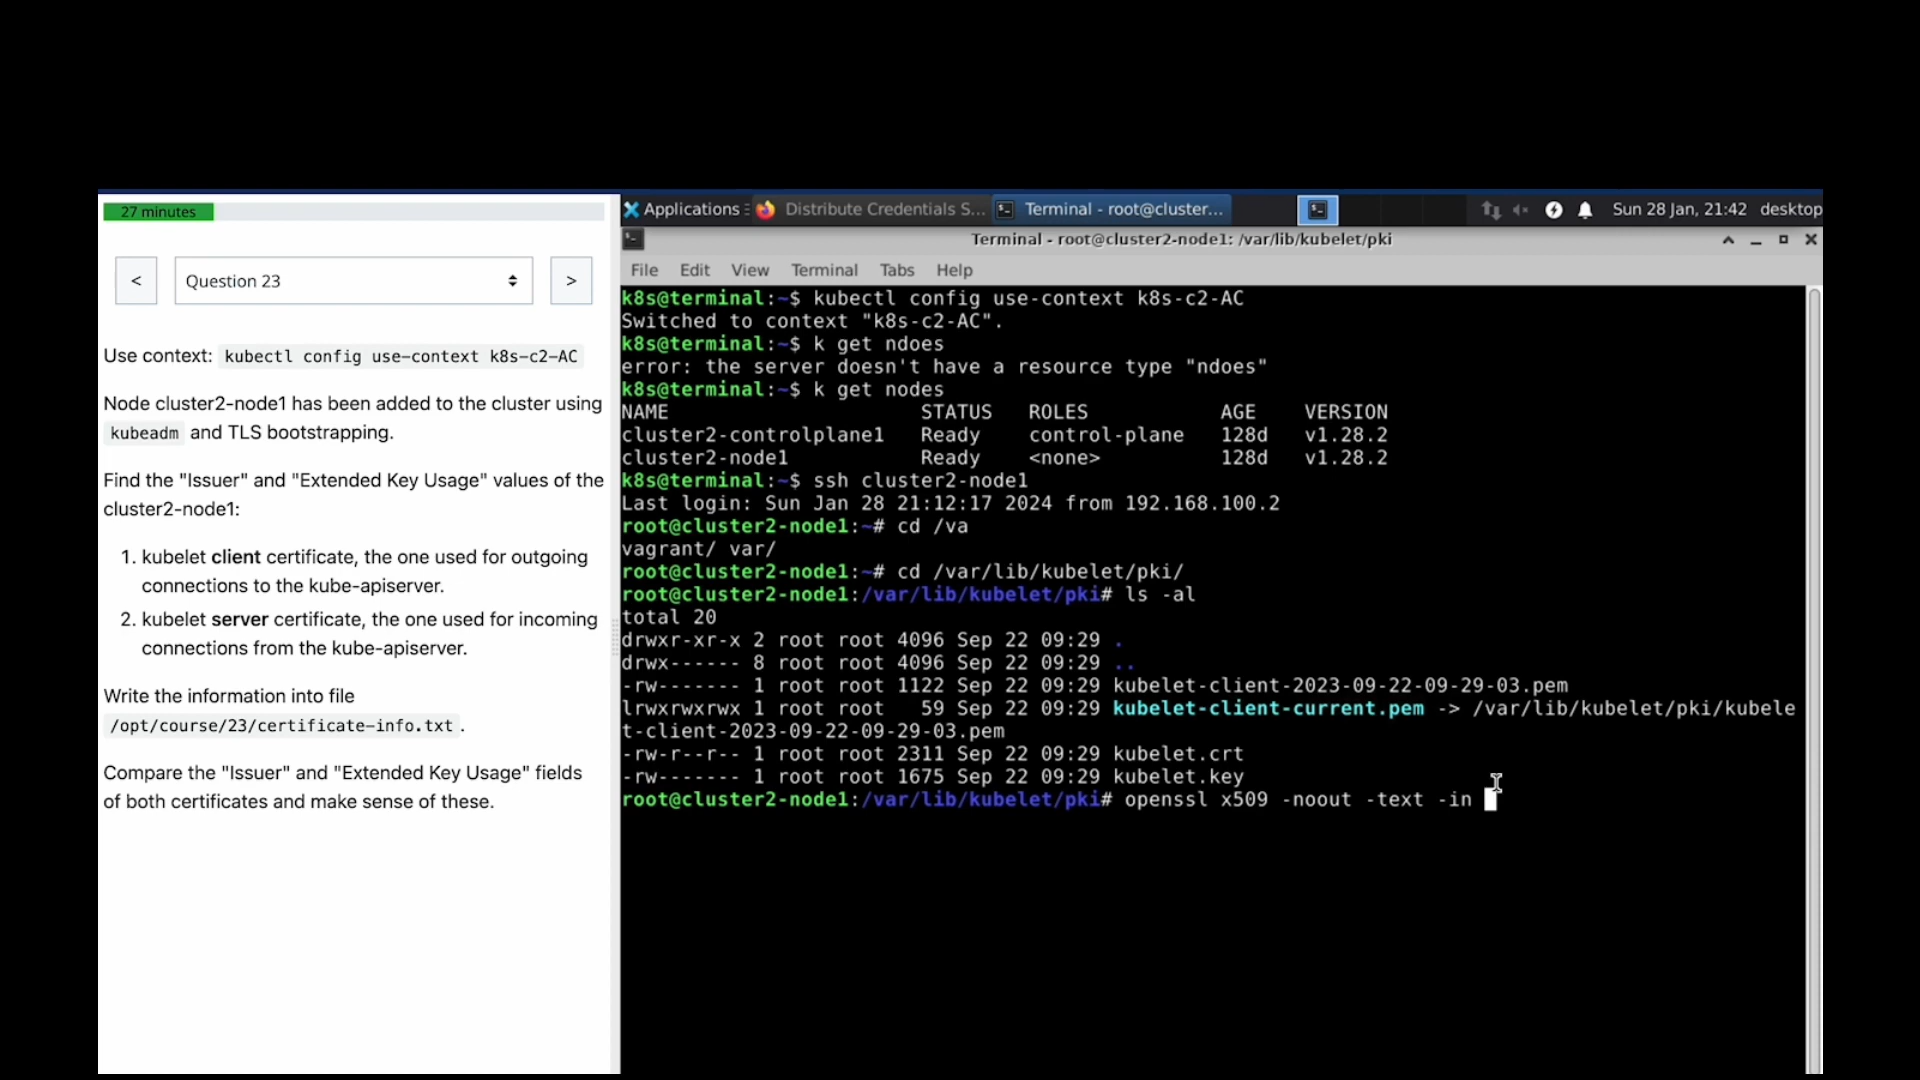 27 minutes
<
Question 23
>
Use context: kubectl config use-context k8s-c2-AC
Node cluster2-node1 has been added to the cluster using
kubeadm and TLS bootstrapping.
Find the "Issuer" and "Extended Key Usage" values of the
cluster2-node1:
1. kubelet client certificate, the one used for outgoing
connections to the kube-apiserver.
2. kubelet server certificate, the one used for incoming
connections from the kube-apiserver.
Write the information into file
/opt/course/23/certificate-info.txt .
Compare the "Issuer" and "Extended Key Usage" fields
of both certificates and make sense of these.
Applications
Distribute Credentials S...
Terminal - root@cluster...
Sun 28 Jan, 21:42 desktop
Terminal - root@cluster2-node1: /var/lib/kubelet/pki
File Edit View Terminal Tabs Help
k8s@terminal:~$ kubectl config use-context k8s-c2-AC
Switched to context "k8s-c2-AC".
k8s@terminal:~$ k get ndoes
error: the server doesn't have a resource type "ndoes"
k8s@terminal:~$ k get nodes
NAME STATUS ROLES AGE VERSION
cluster2-controlplane1 Ready control-plane 128d v1.28.2
cluster2-node1 Ready <none> 128d v1.28.2
k8s@terminal:~$ ssh cluster2-node1
Last login: Sun Jan 28 21:12:17 2024 from 192.168.100.2
root@cluster2-node1:~# cd /va
vagrant/ var/
root@cluster2-node1:~# cd /var/lib/kubelet/pki/
root@cluster2-node1:/var/lib/kubelet/pki# ls -al
total 20
drwxr-xr-x 2 root root 4096 Sep 22 09:29 .
drwx------ 8 root root 4096 Sep 22 09:29 ..
-rw------- 1 root root 1122 Sep 22 09:29 kubelet-client-2023-09-22-09-29-03.pem
lrwxrwxrwx 1 root root 59 Sep 22 09:29 kubelet-client-current.pem -> /var/lib/kubelet/pki/kubele
t-client-2023-09-22-09-29-03.pem
-rw-r--r-- 1 root root 2311 Sep 22 09:29 kubelet.crt
-rw------- 1 root root 1675 Sep 22 09:29 kubelet.key
root@cluster2-node1:/var/lib/kubelet/pki# openssl x509 -noout -text -in